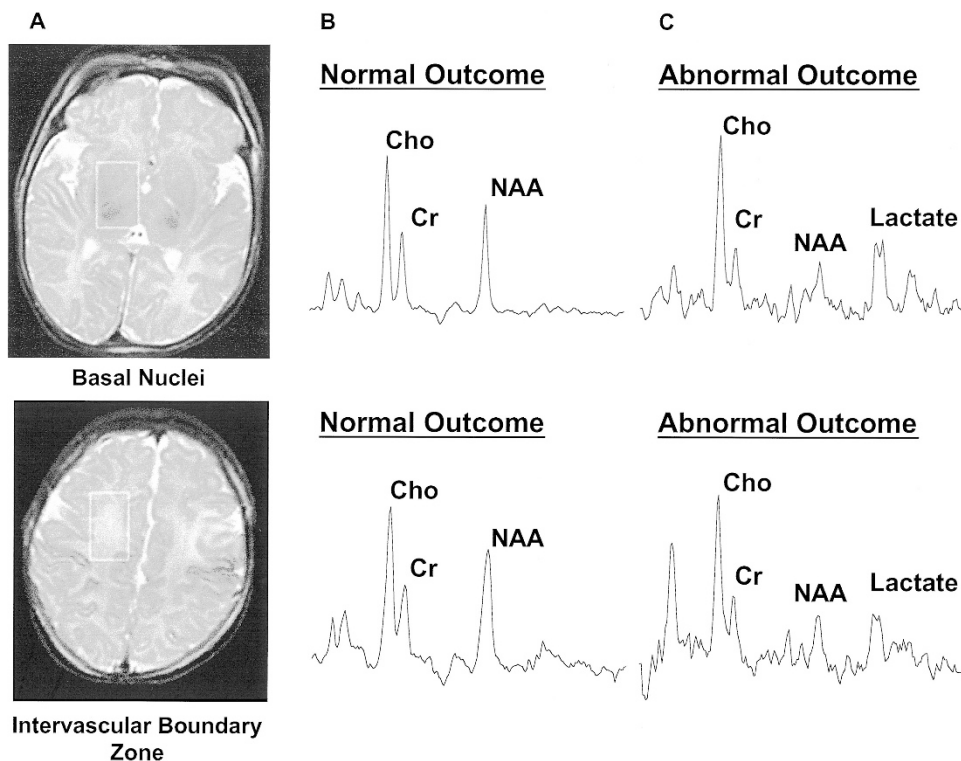 A
B
C
Normal Outcome
Abnormal Outcome
Cho
Cr
NAA
Cho
Cr
NAA
Lactate
Basal Nuclei
Normal Outcome
Abnormal Outcome
Cho
Cr
NAA
Cho
Cr
NAA
Lactate
Intervascular Boundary
Zone